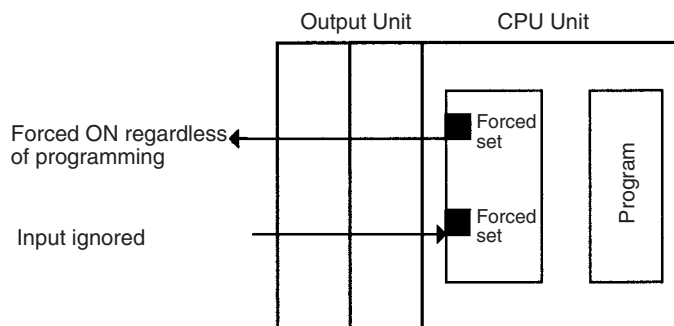 Output Unit
CPU Unit
Forced ON regardless
of programming
Forced
set
Input ignored
Forced
set
Program